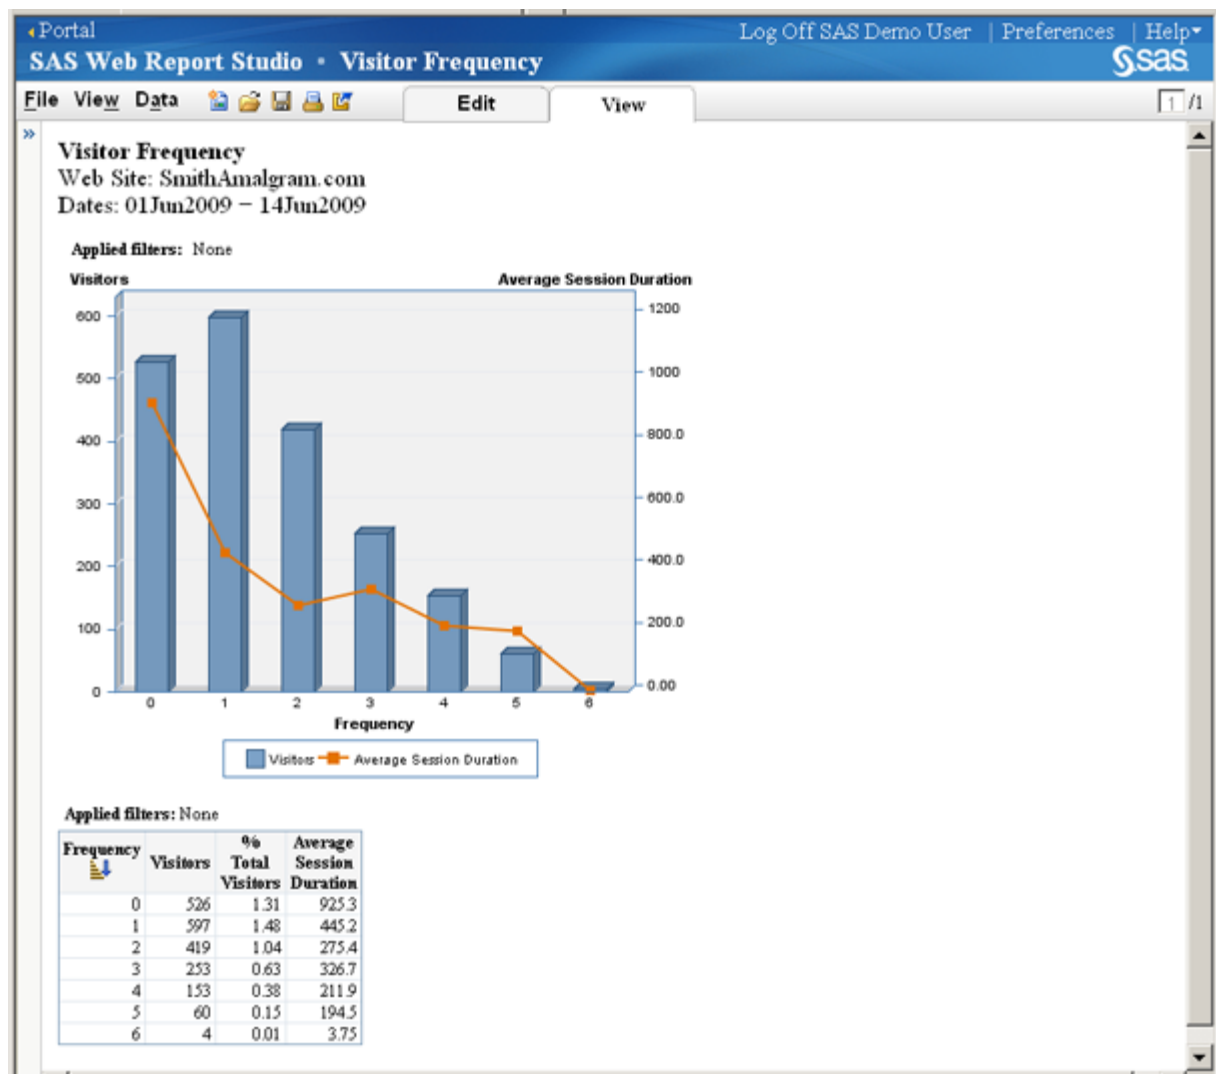 Portal
Log Off SAS Demo User | Preferences | Help
SAS Web Report Studio • Visitor Frequency
sas
File View Data
Edit
View
1 /1
»
Visitor Frequency
Web Site: SmithAmalgram.com
Dates: 01Jun2009 – 14Jun2009
Applied filters: None
Visitors
Average Session Duration
600
500
400
300
200
100
0
1200
1000
800.0
600.0
400.0
200.0
0.00
0 1 2 3 4 5 6
Frequency
Visitors Average Session Duration
Applied filters: None
Frequency Visitors % Total Visitors Average Session Duration
0 526 1.31 925.3
1 597 1.48 445.2
2 419 1.04 275.4
3 253 0.63 326.7
4 153 0.38 211.9
5 60 0.15 194.5
6 4 0.01 3.75